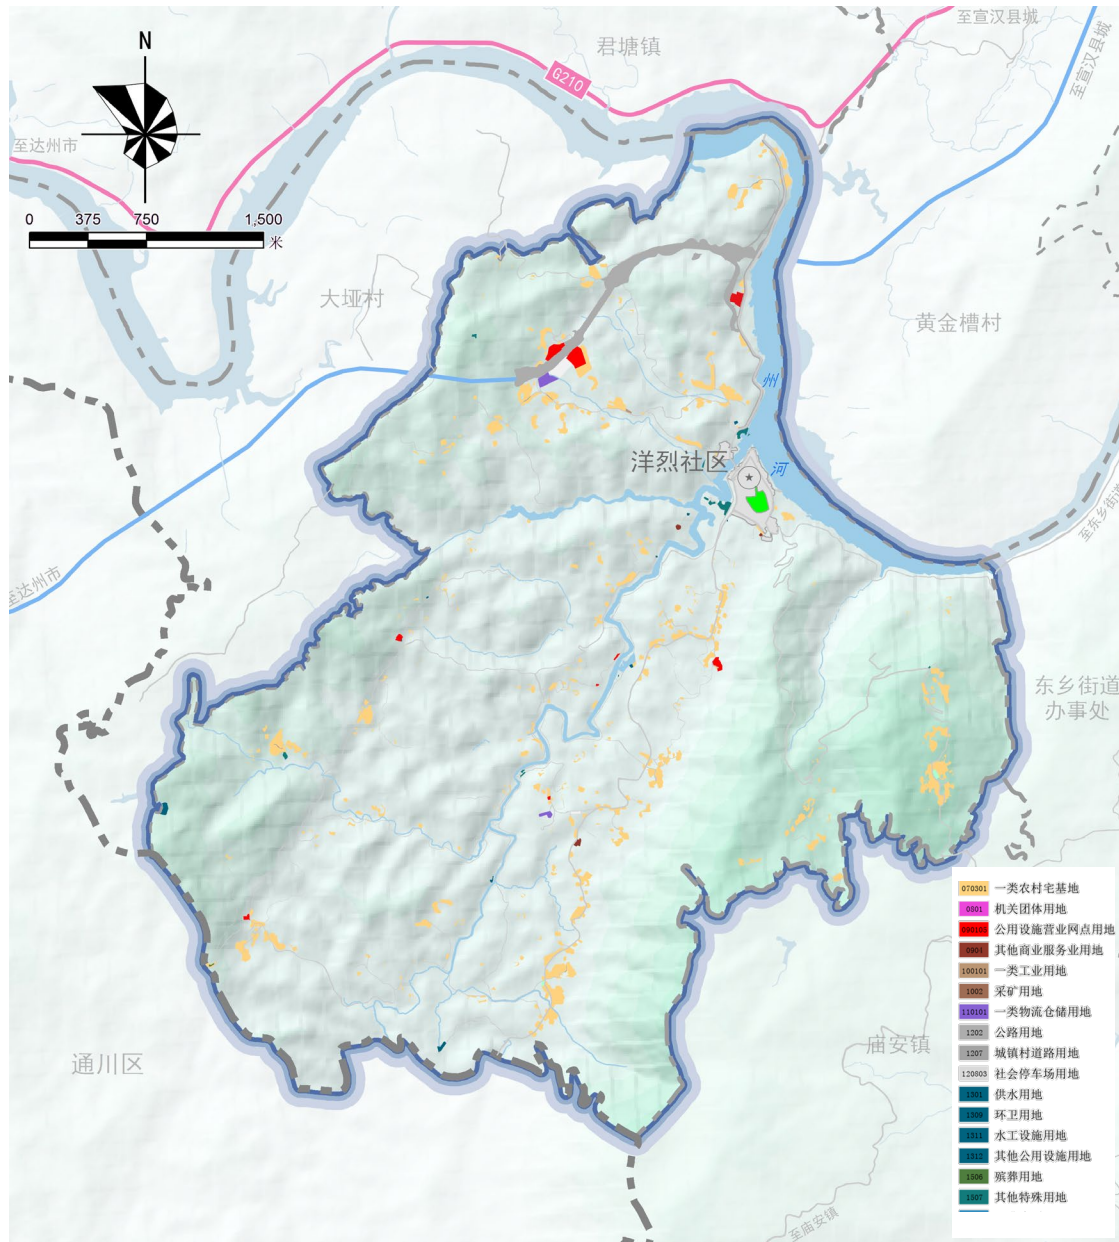 至宣汉县城
君塘镇
N
G210
至宣汉县城
至达州市
0 375 750 1,500
米
大垭村
黄金槽村
州
河
洋烈社区
至东乡街道
至达州市
东乡街道
办事处
070301 一类农村宅基地
0801 机关团体用地
090105 公用设施营业网点用地
0904 其他商业服务业用地
100101 一类工业用地
1002 采矿用地
110101 一类物流仓储用地
1202 公路用地
1207 城镇村道路用地
120803 社会停车场用地
1301 供水用地
1309 环卫用地
1311 水工设施用地
1312 其他公用设施用地
1506 殡葬用地
1507 其他特殊用地
通川区
庙安镇
至庙安镇